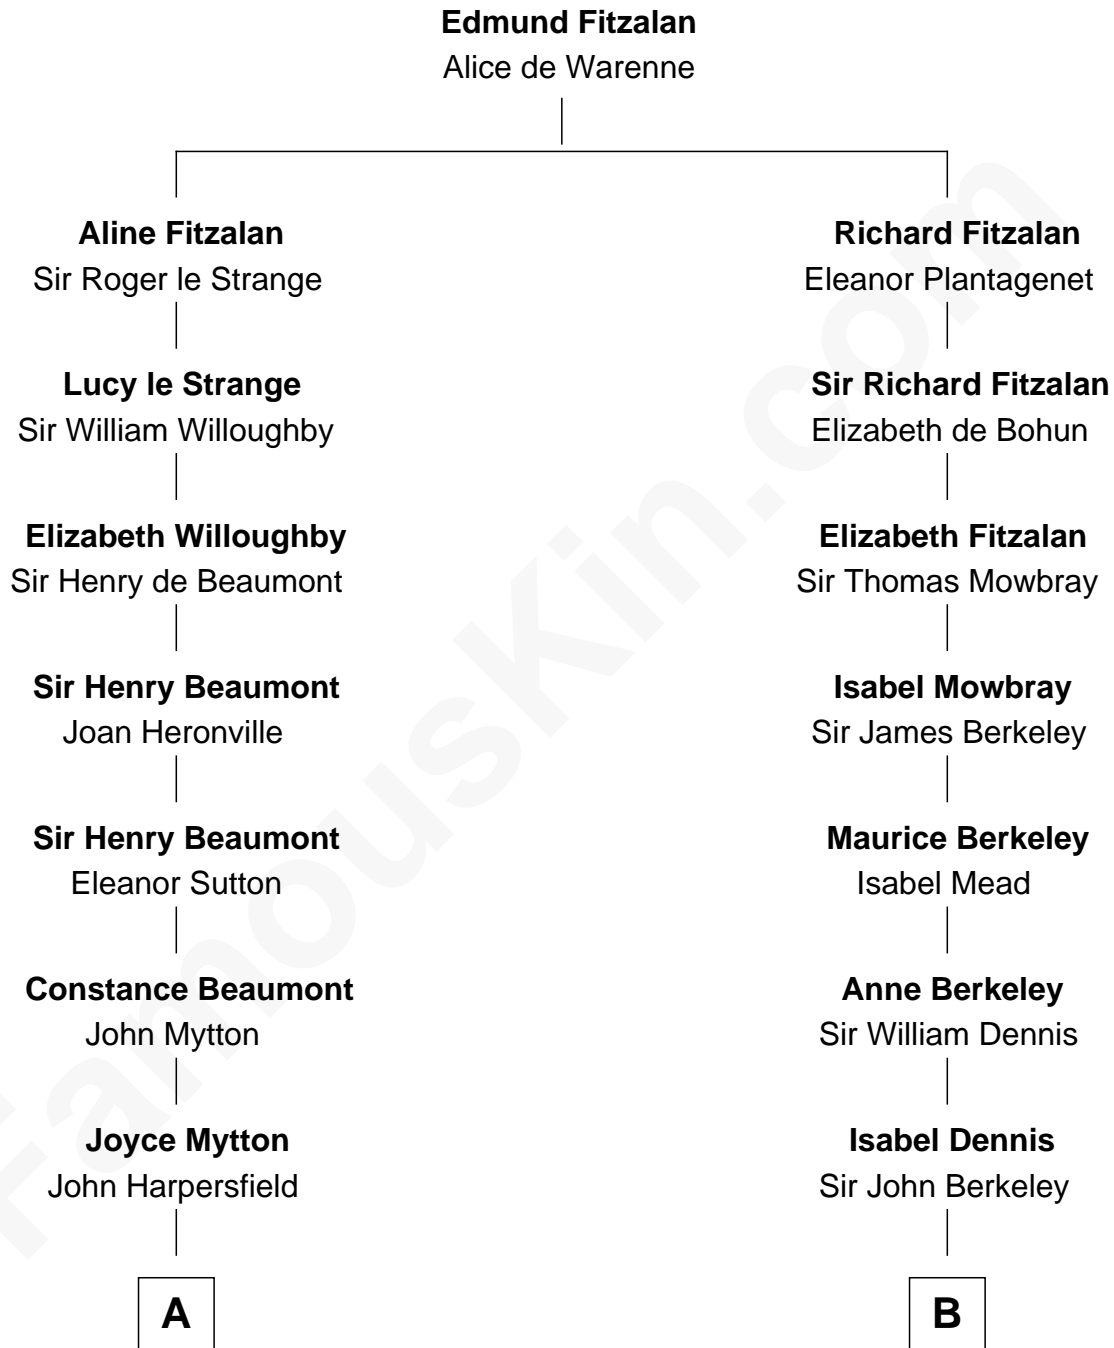 Edmund Fitzalan
Alice de Warenne
Aline Fitzalan
Sir Roger le Strange
Richard Fitzalan
Eleanor Plantagenet
Lucy le Strange
Sir William Willoughby
Sir Richard Fitzalan
Elizabeth de Bohun
Elizabeth Willoughby
Sir Henry de Beaumont
Elizabeth Fitzalan
Sir Thomas Mowbray
Sir Henry Beaumont
Joan Heronville
Isabel Mowbray
Sir James Berkeley
Sir Henry Beaumont
Eleanor Sutton
Maurice Berkeley
Isabel Mead
Constance Beaumont
John Mytton
Anne Berkeley
Sir William Dennis
Joyce Mytton
John Harpersfield
Isabel Dennis
Sir John Berkeley
A
B
FamousKin.com